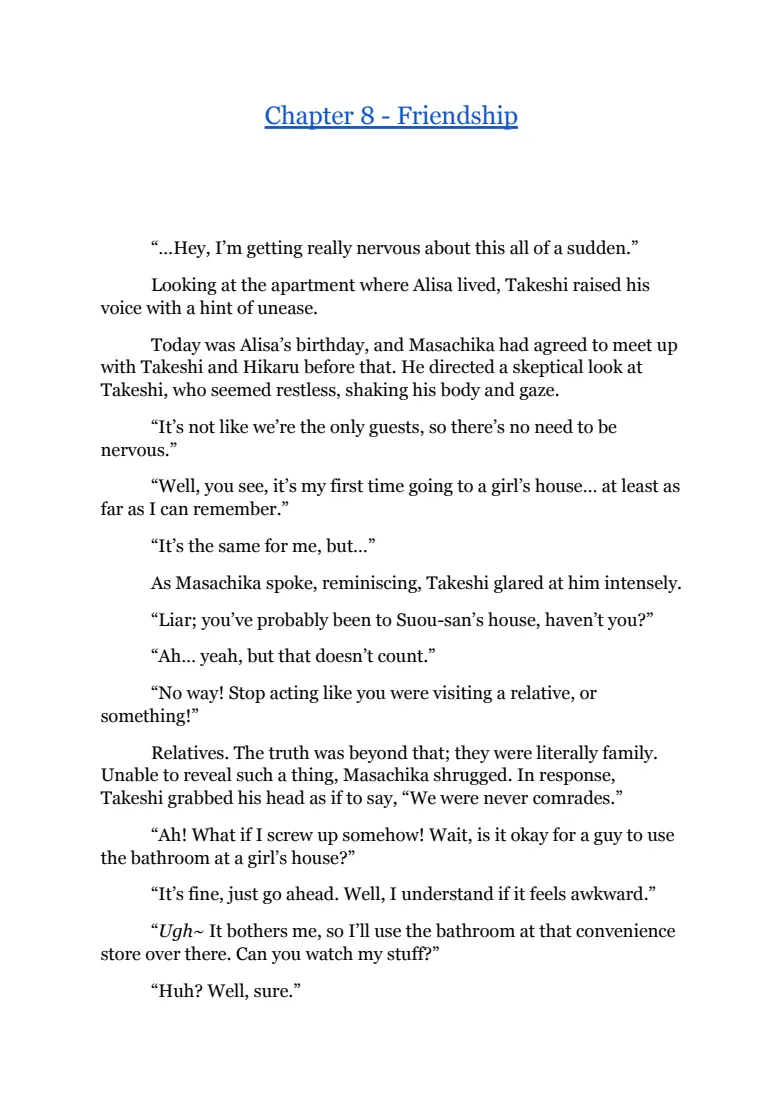 Chapter 8 - Friendship
“...Hey, I’m getting really nervous about this all of a sudden.”
Looking at the apartment where Alisa lived, Takeshi raised his
voice with a hint of unease.
Today was Alisa’s birthday, and Masachika had agreed to meet up
with Takeshi and Hikaru before that. He directed a skeptical look at
Takeshi, who seemed restless, shaking his body and gaze.
“It’s not like we’re the only guests, so there’s no need to be
nervous.”
“Well, you see, it’s my first time going to a girl’s house... at least as
far as I can remember.”
“It’s the same for me, but...”
As Masachika spoke, reminiscing, Takeshi glared at him intensely.
“Liar; you’ve probably been to Suou-san’s house, haven’t you?”
“Ah... yeah, but that doesn’t count.”
“No way! Stop acting like you were visiting a relative, or
something!”
Relatives. The truth was beyond that; they were literally family.
Unable to reveal such a thing, Masachika shrugged. In response,
Takeshi grabbed his head as if to say, “We were never comrades.”
“Ah! What if I screw up somehow! Wait, is it okay for a guy to use
the bathroom at a girl’s house?”
“It’s fine, just go ahead. Well, I understand if it feels awkward.”
“Ugh~ It bothers me, so I’ll use the bathroom at that convenience
store over there. Can you watch my stuff?”
“Huh? Well, sure.”